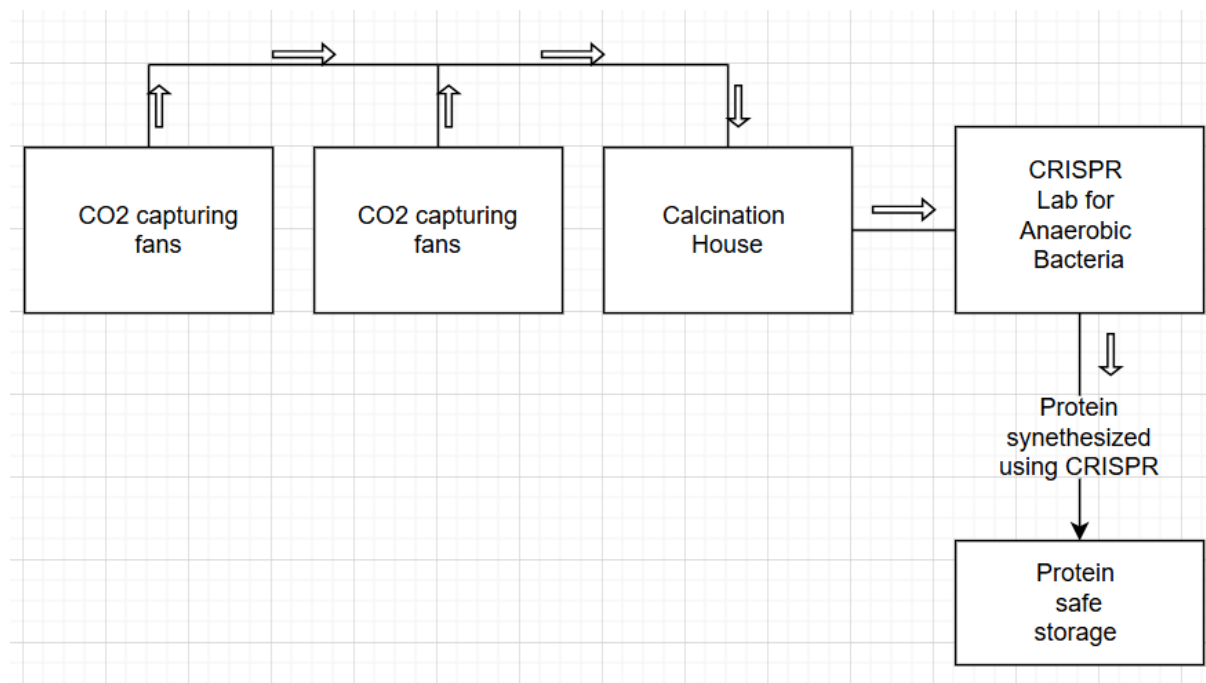 CO2 capturing
fans
CO2 capturing
fans
Calcination
House
CRISPR
Lab for
Anaerobic
Bacteria
Protein
synethesized
using CRISPR
Protein
safe
storage